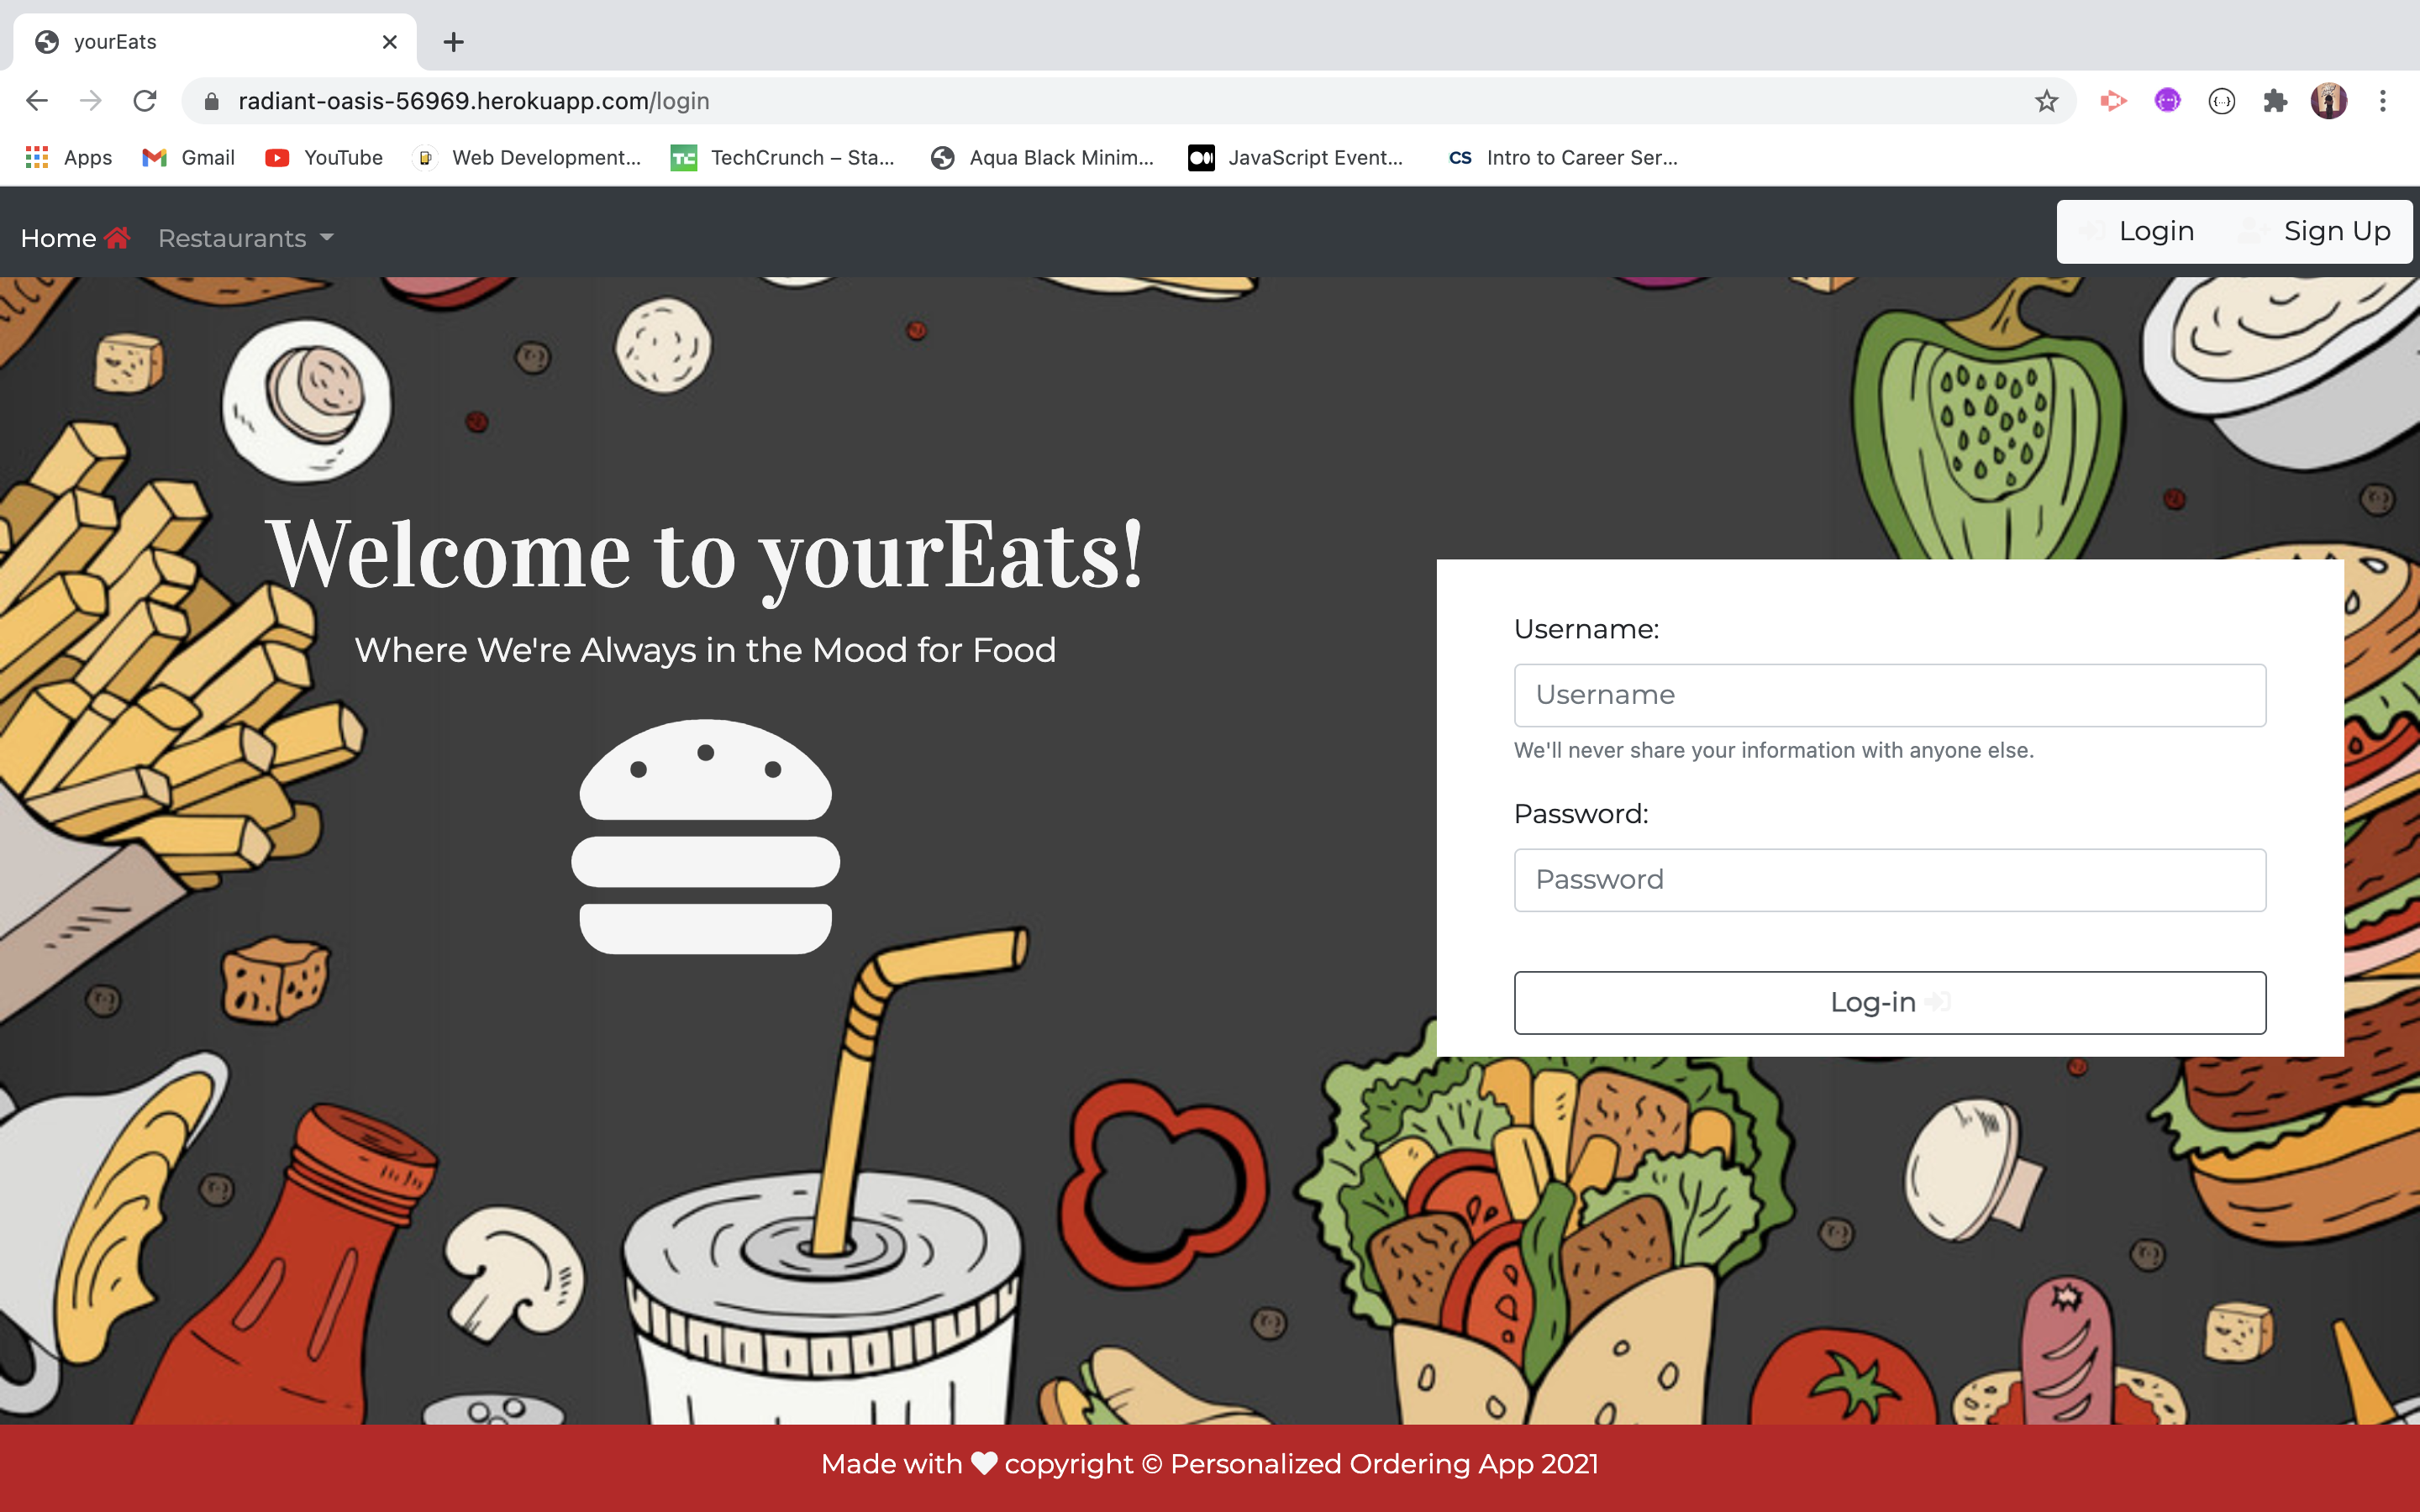 yourEats
radiant-oasis-56969.herokuapp.com/login
Apps Gmail YouTube Web Development... TechCrunch – Sta... Aqua Black Minim... JavaScript Event... CS Intro to Career Ser...
Home Restaurants Login Sign Up
Welcome to yourEats!
Where We're Always in the Mood for Food
Username:
Username
We'll never share your information with anyone else.
Password:
Password
Log-in
Made with copyright © Personalized Ordering App 2021